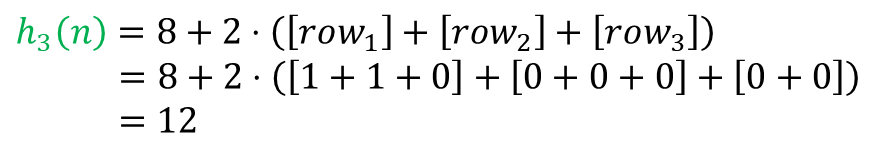 h₃(n) = 8 + 2 · ([row₁] + [row₂] + [row₃])
= 8 + 2 · ([1 + 1 + 0] + [0 + 0 + 0] + [0 + 0])
= 12